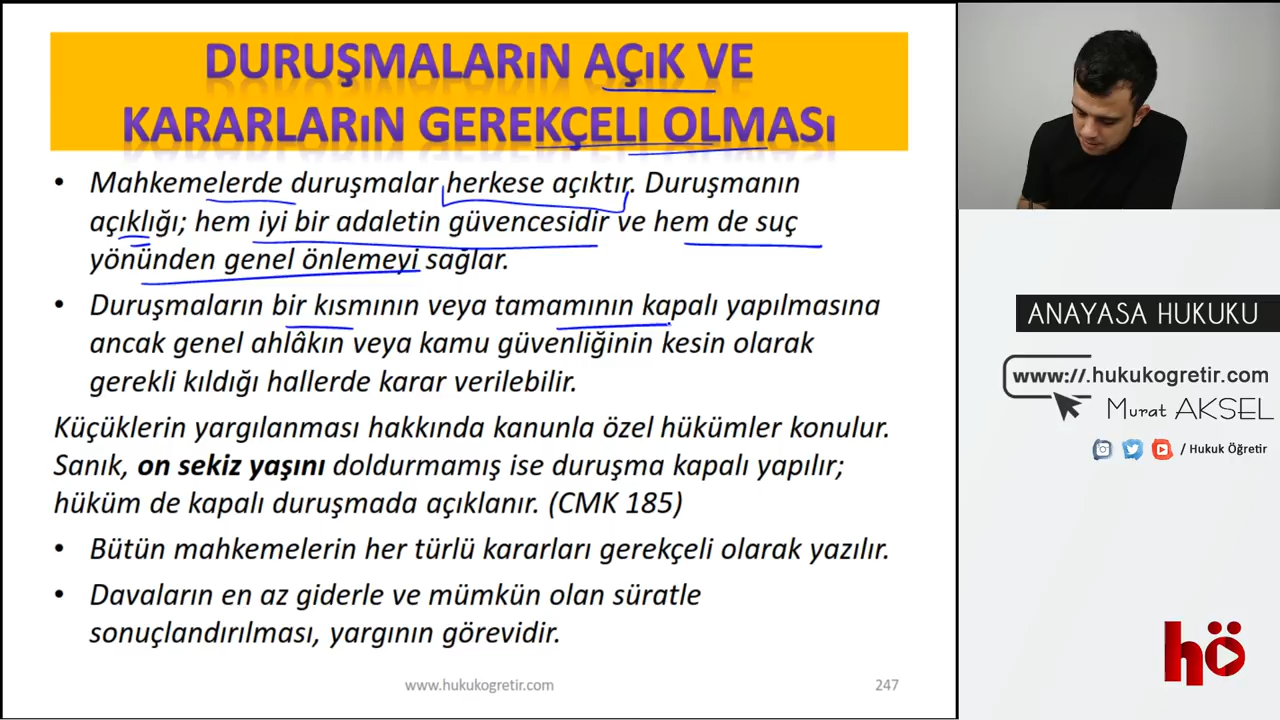 DURUŞMALARıN AÇıK VE
KARARLARıN GEREKÇELI OLMASı
• Mahkemelerde duruşmalar herkese açıktır. Duruşmanın
açıklığı; hem iyi bir adaletin güvencesidir ve hem de suç
yönünden genel önlemeyi sağlar.
• Duruşmaların bir kısmının veya tamamının kapalı yapılmasına
ancak genel ahlâkın veya kamu güvenliğinin kesin olarak
gerekli kıldığı hallerde karar verilebilir.
Küçüklerin yargılanması hakkında kanunla özel hükümler konulur.
Sanık, on sekiz yaşını doldurmamış ise duruşma kapalı yapılır;
hüküm de kapalı duruşmada açıklanır. (CMK 185)
• Bütün mahkemelerin her türlü kararları gerekçeli olarak yazılır.
• Davaların en az giderle ve mümkün olan süratle
sonuçlandırılması, yargının görevidir.
www.hukukogretir.com
247
ANAYASA HUKUKU
www://.hukukogretir.com
Murat AKSEL
/ Hukuk Öğretir
hö